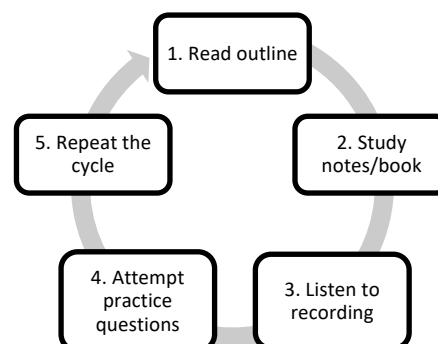 1. Read outline
2. Study
notes/book
3. Listen to
recording
4. Attempt
practice
questions
5. Repeat the
cycle